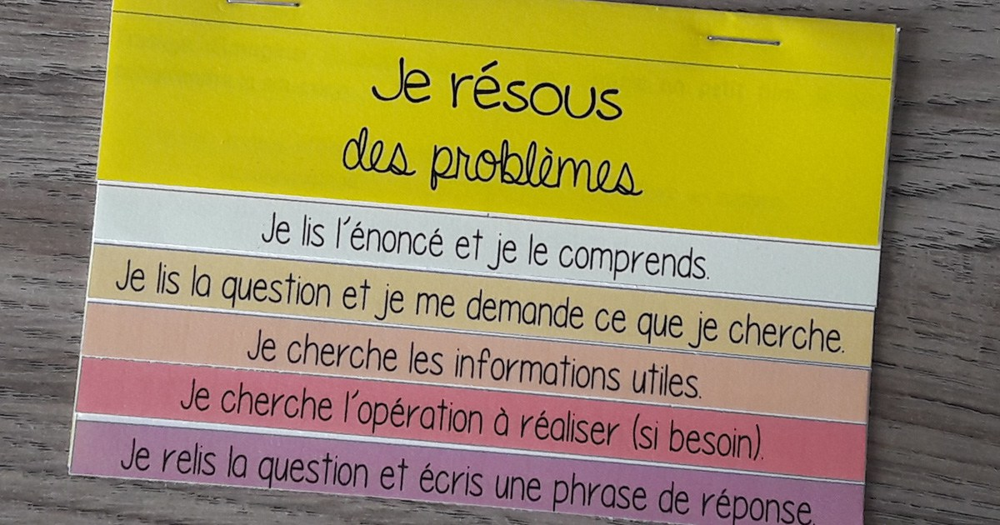 Je résous
des problèmes
Je lis l'énoncé et je le comprends.
Je lis la question et je me demande ce que je cherche.
Je cherche les informations utiles.
Je cherche l'opération à réaliser (si besoin).
Je relis la question et écris une phrase de réponse.